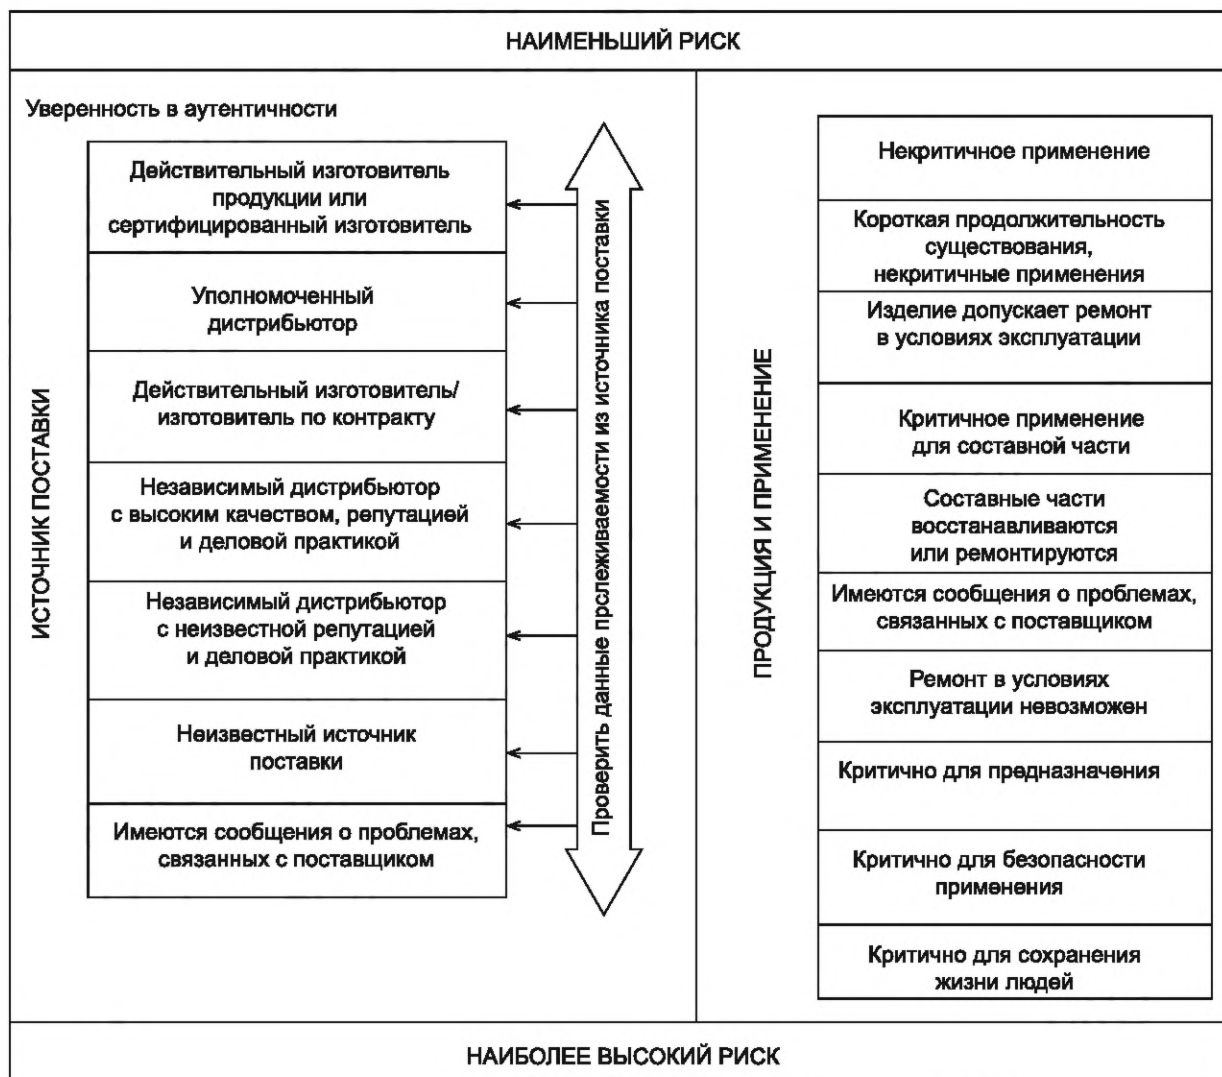 НАИМЕНЬШИЙ РИСК
Уверенность в аутентичности
ИСТОЧНИК ПОСТАВКИ
Действительный изготовитель
продукции или
сертифицированный изготовитель
Уполномоченный
дистрибьютор
Действительный изготовитель/
изготовитель по контракту
Независимый дистрибьютор
с высоким качеством, репутацией
и деловой практикой
Независимый дистрибьютор
с неизвестной репутацией
и деловой практикой
Неизвестный источник
поставки
Имеются сообщения о проблемах,
связанных с поставщиком
Проверить данные прслеживаемости из источника поставки
ПРОДУКЦИЯ И ПРИМЕНЕНИЕ
Некритичное применение
Короткая продолжительность
существования,
некритичные применения
Изделие допускает ремонт
в условиях эксплуатации
Критичное применение
для составной части
Составные части
восстанавливаются
или ремонтируются
Имеются сообщения о проблемах,
связанных с поставщиком
Ремонт в условиях
эксплуатации невозможен
Критично для предназначения
Критично для безопасности
применения
Критично для сохранения
жизни людей
НАИБОЛЕЕ ВЫСОКИЙ РИСК